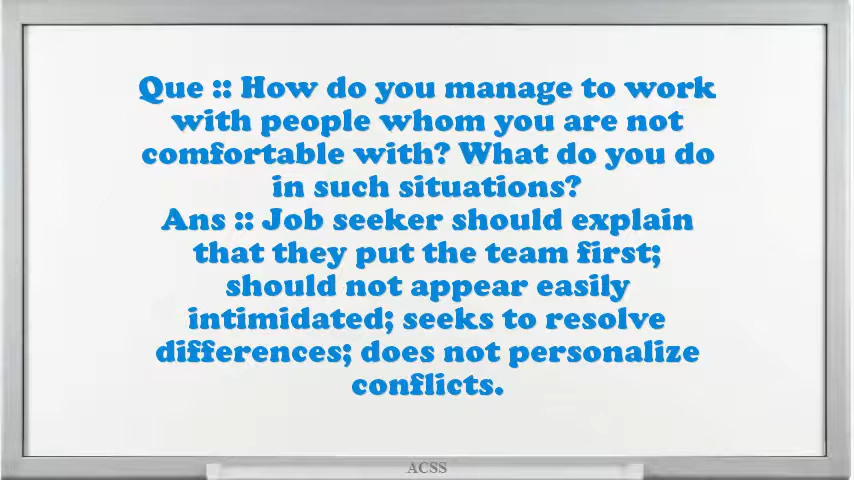 Que :: How do you manage to work
with people whom you are not
comfortable with? What do you do
in such situations?
Ans :: Job seeker should explain
that they put the team first;
should not appear easily
intimidated; seeks to resolve
differences; does not personalize
conflicts.
ACSS